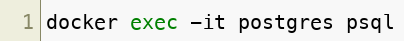 1 docker exec -it postgres psql